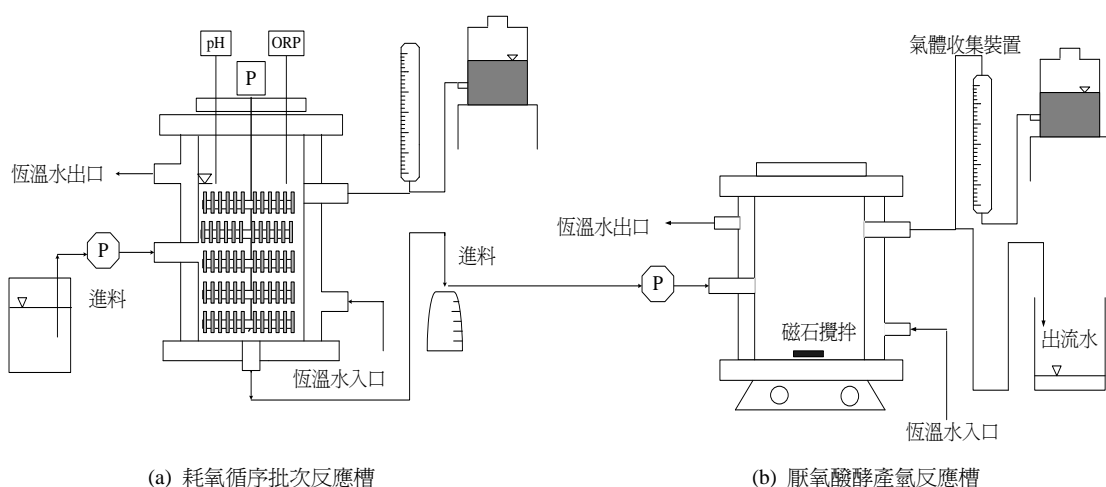 pH
ORP
P
恆溫水出口
P
進料
恆溫水入口
進料
(a) 耗氧循序批次反應槽
氣體收集裝置
恆溫水出口
P
磁石攪拌
出流水
恆溫水入口
(b) 厭氧醱酵產氫反應槽